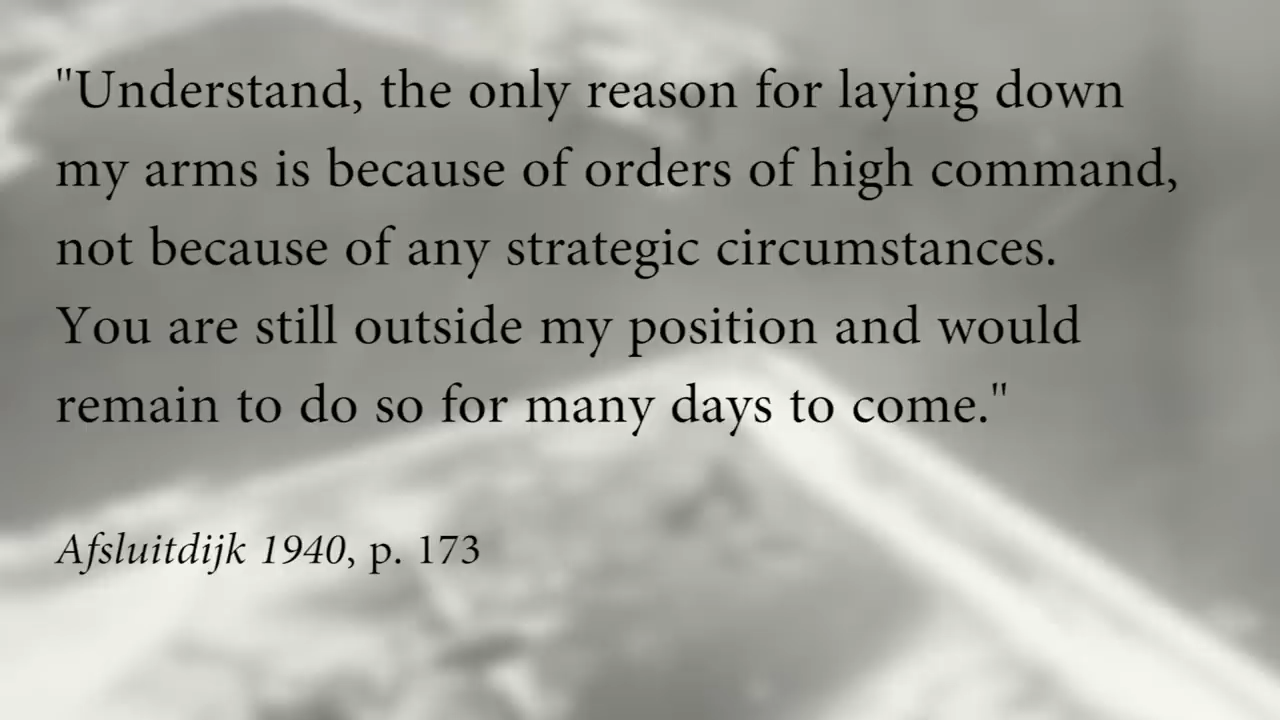 "Understand, the only reason for laying down
my arms is because of orders of high command,
not because of any strategic circumstances.
You are still outside my position and would
remain to do so for many days to come."
Afsluitdijk 1940, p. 173